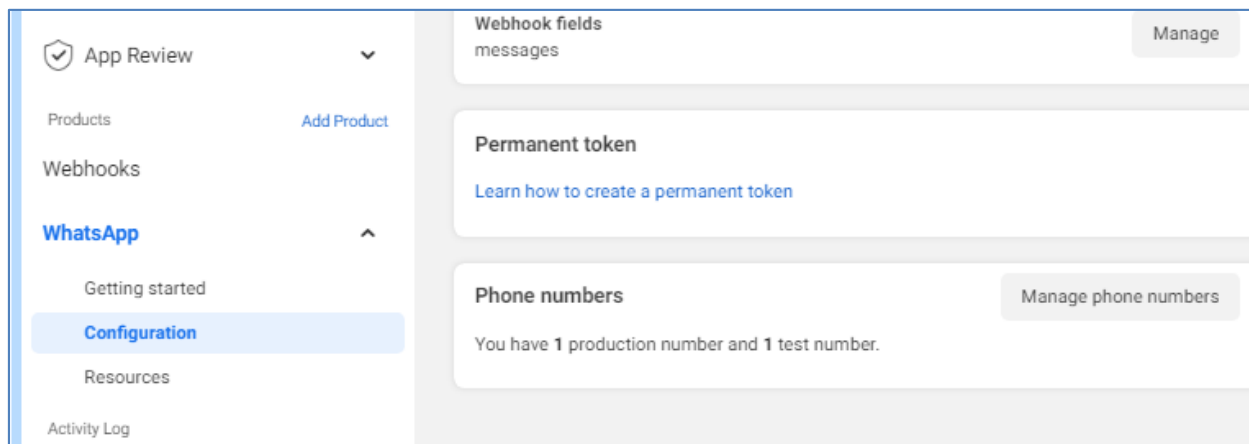 App Review
Products
Add Product
Webhooks
WhatsApp
Getting started
Configuration
Resources
Activity Log
Webhook fields
messages
Manage
Permanent token
Learn how to create a permanent token
Phone numbers
Manage phone numbers
You have 1 production number and 1 test number.